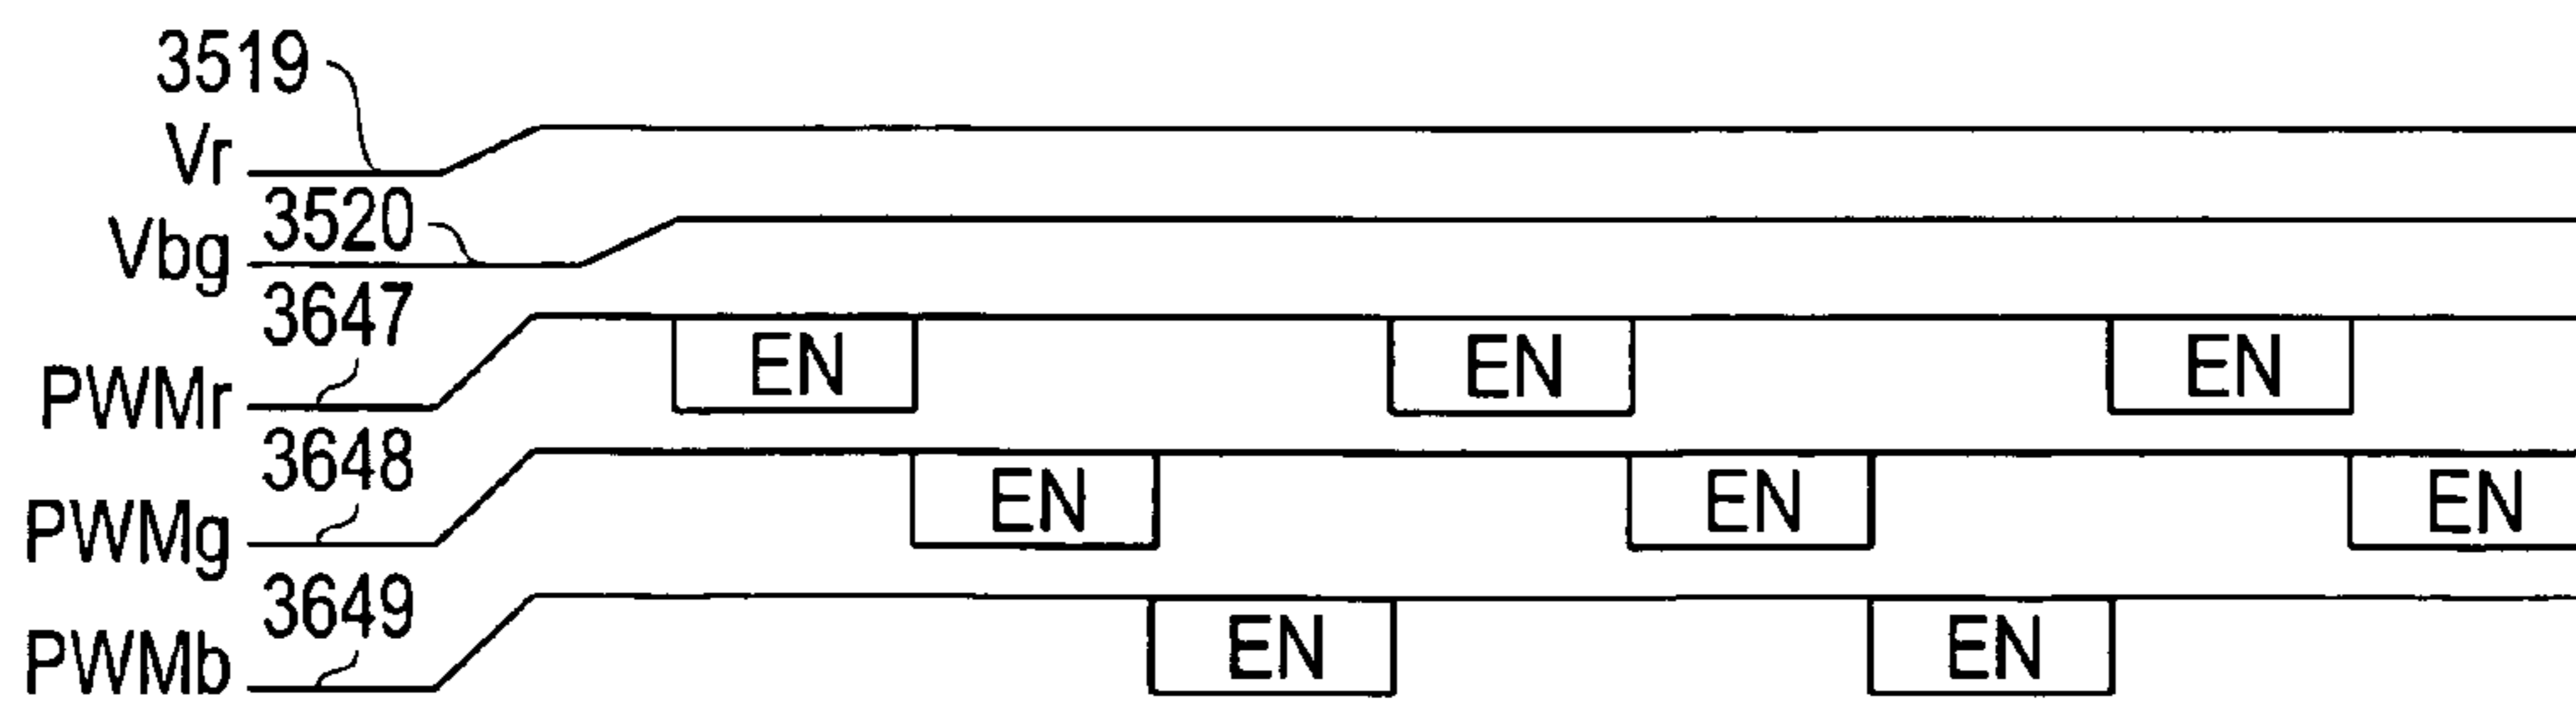 3519
Vr
3520
Vbg
3647
PWMr EN EN EN
3648
PWMg EN EN EN
3649
PWMb EN EN